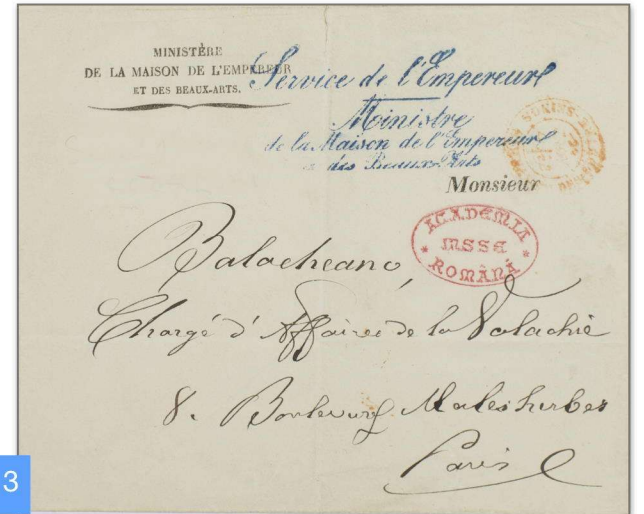 MINISTÈRE
DE LA MAISON DE L'EMPEREUR
ET DES BEAUX-ARTS.
Service de l'Empereur
Ministre
de la Maison de l'Empereur
des Beaux-Arts
Monsieur
ACADEMIA
MSSE
ROMÂNĂ
Balacheano,
Chargé d'Affaires de la Valachie
8. Boulevard Malesherbes
Paris
3